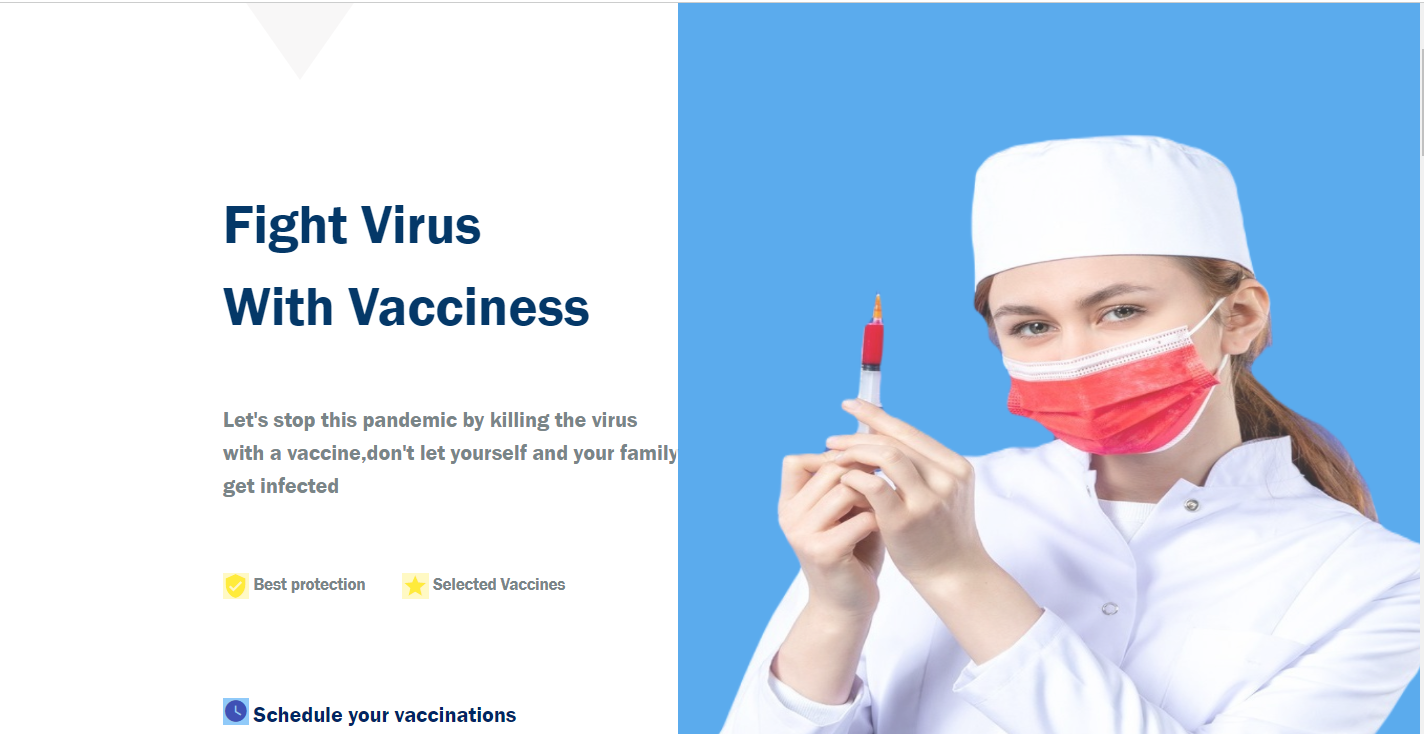 Fight Virus
With Vacciness
Let's stop this pandemic by killing the virus
with a vaccine,don't let yourself and your family
get infected
Best protection
Selected Vaccines
Schedule your vaccinations